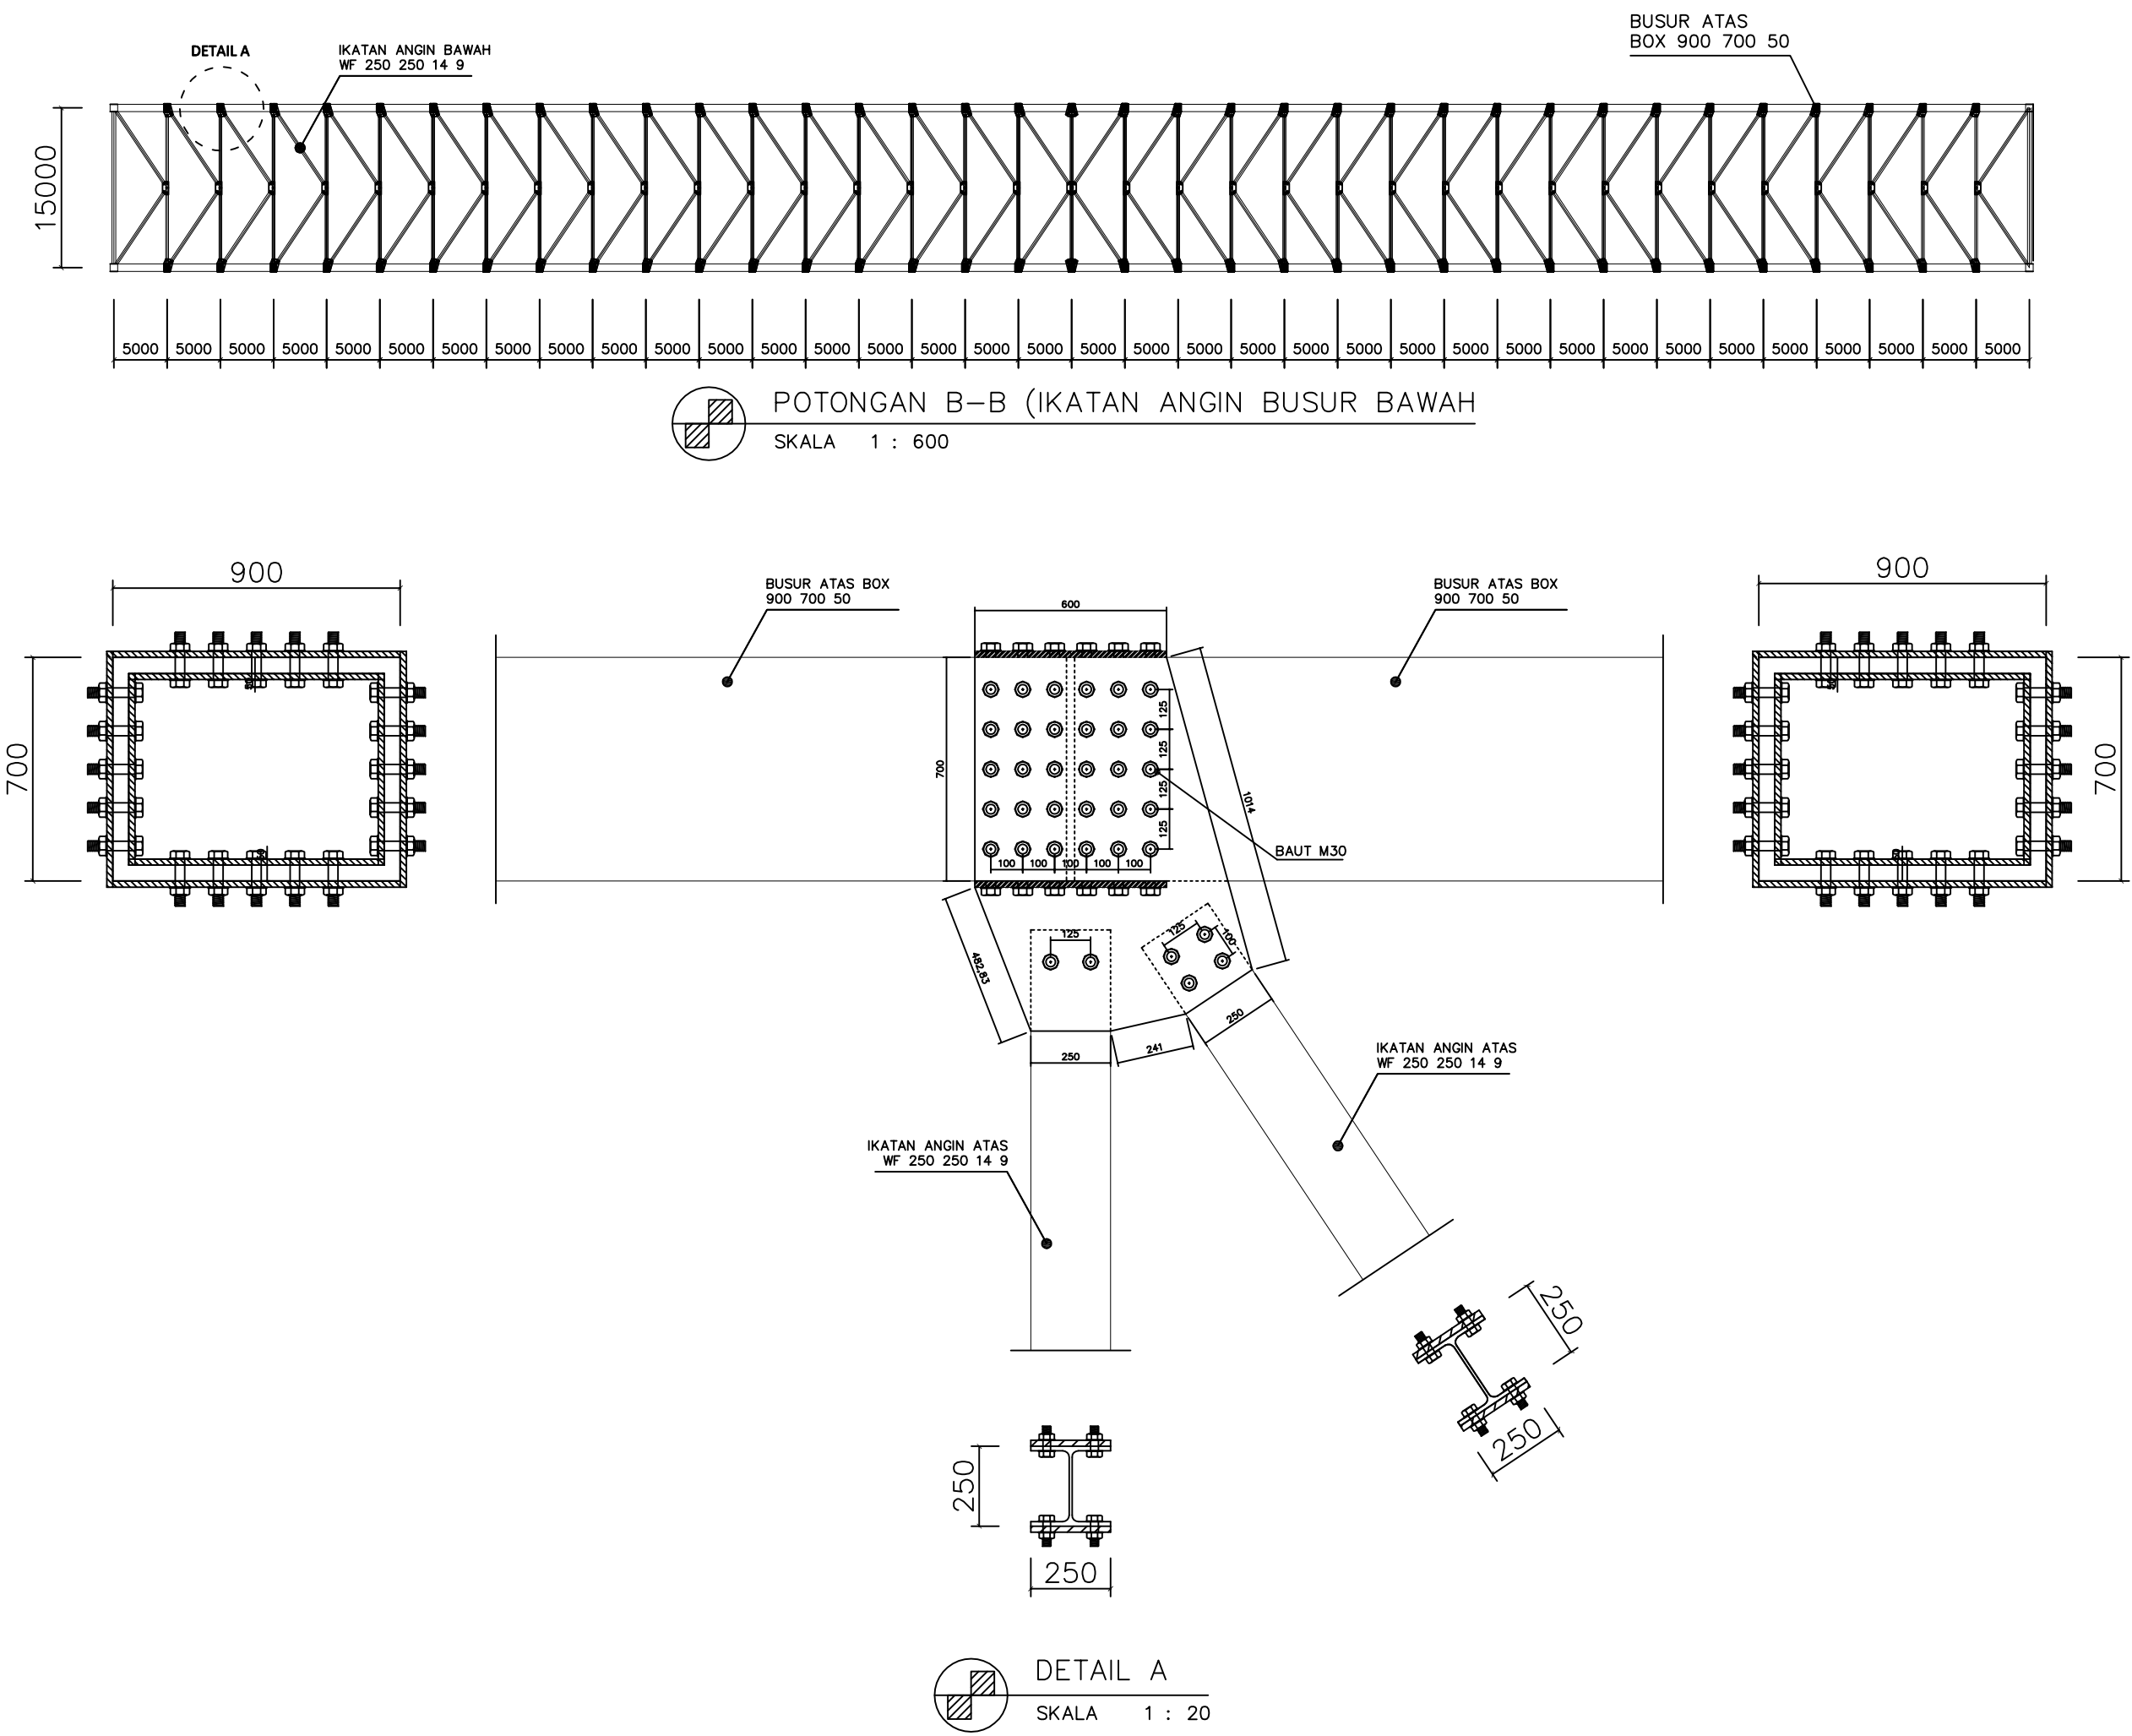 BUSUR ATAS
BOX 900 700 50
DETAIL A
IKATAN ANGIN BAWAH
WF 250 250 14 9
15000
5000 5000 5000 5000 5000 5000 5000 5000 5000 5000 5000 5000 5000 5000 5000 5000 5000 5000 5000 5000 5000 5000 5000 5000 5000 5000 5000 5000 5000 5000 5000 5000 5000 5000 5000 5000
POTONGAN B-B (IKATAN ANGIN BUSUR BAWAH
SKALA 1 : 600
900
700
BUSUR ATAS BOX
900 700 50
600
700
125
125
125
125
100 100 100 100 100
1014
BAUT M30
BUSUR ATAS BOX
900 700 50
900
700
482,83
125
125
100
250
241
250
IKATAN ANGIN ATAS
WF 250 250 14 9
IKATAN ANGIN ATAS
WF 250 250 14 9
250
250
250
250
DETAIL A
SKALA 1 : 20